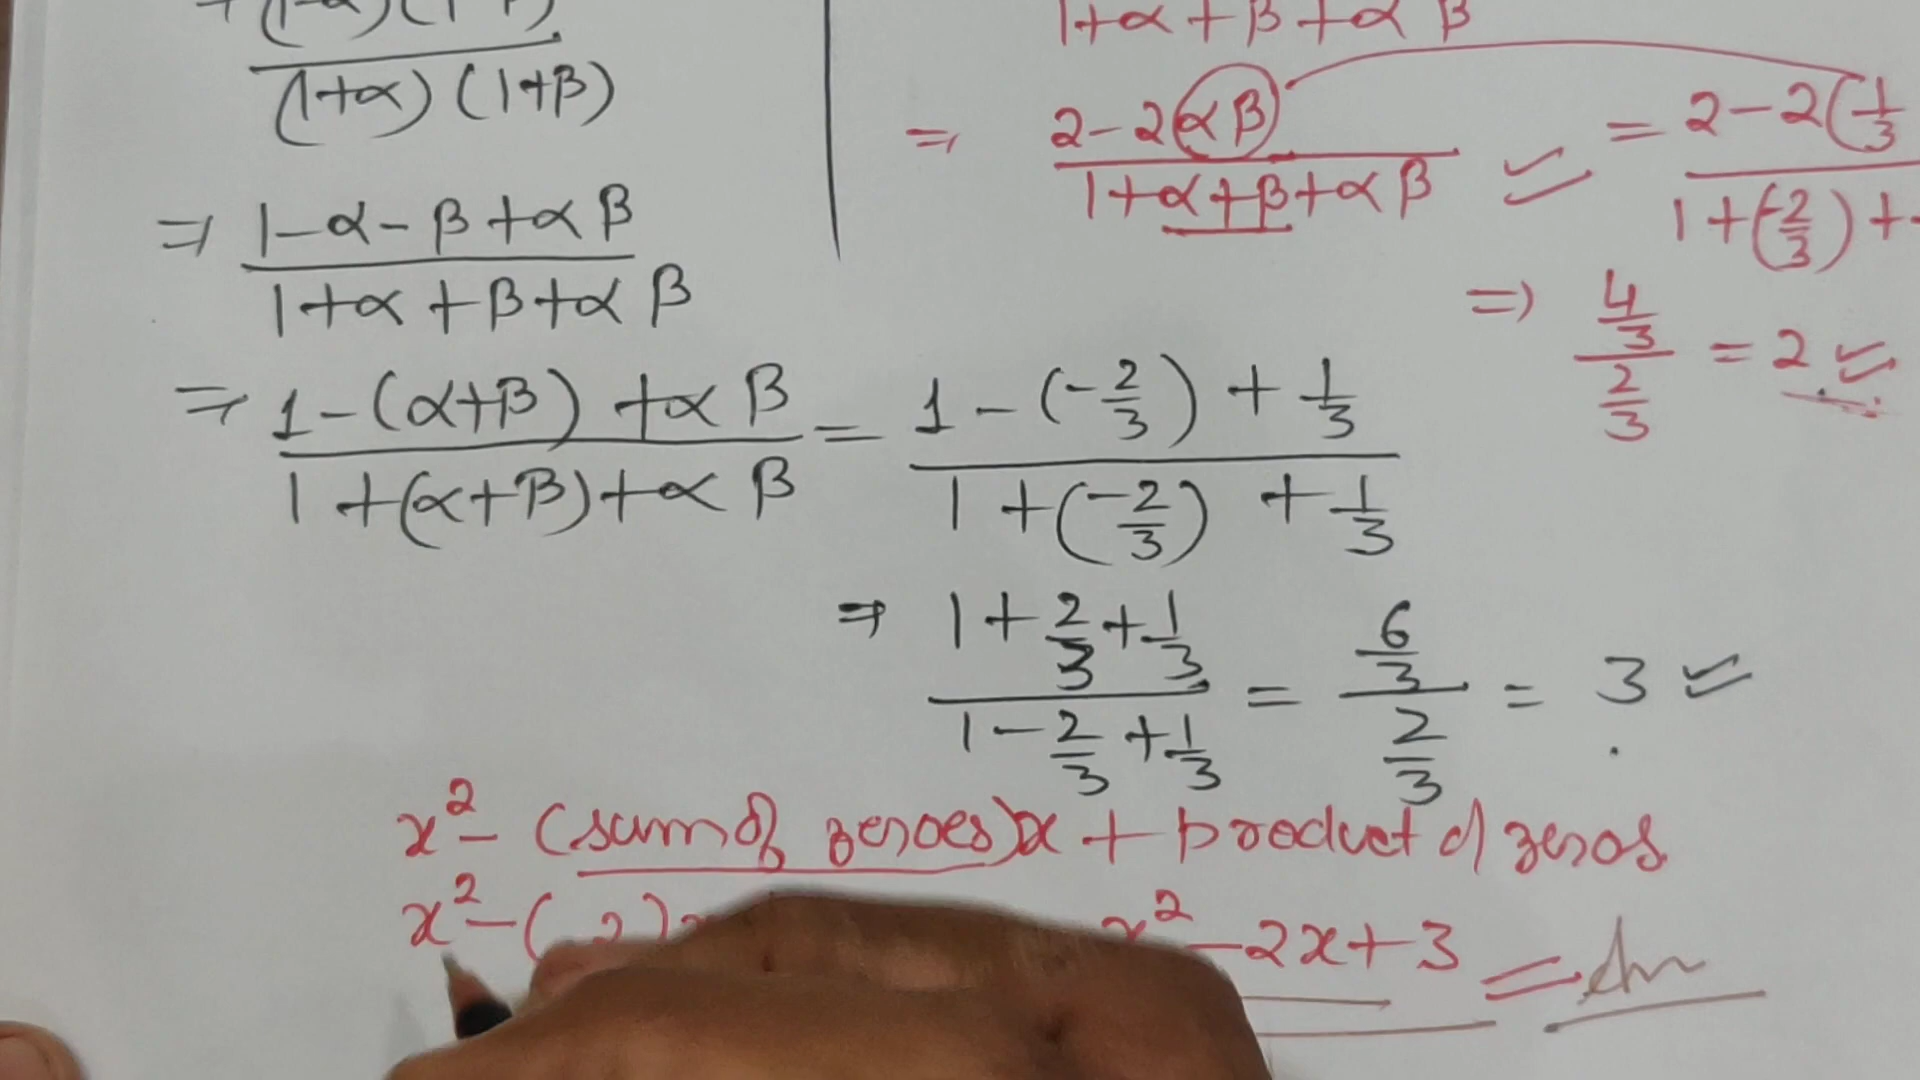 (1+α)(1+β)
⇒ 1-α-β+αβ
1+α+β+αβ
⇒ 1-(α+β)+αβ / 1+(α+β)+αβ = 1-(-2/3)+1/3 / 1+(-2/3)+1/3
⇒ 1+2/3+1/3 / 1-2/3+1/3 = 6/3 / 2/3 = 3 ✓
1+α+β+αβ
⇒ 2-2αβ / 1+α+β+αβ ✓ = 2-2(1/3 / 1+(-2/3)+
⇒ 4/3 / 2/3 = 2 ✓
x²-(sum of zeroes)x + product of zeros
x²-(2) x²-2x+3 = Ans